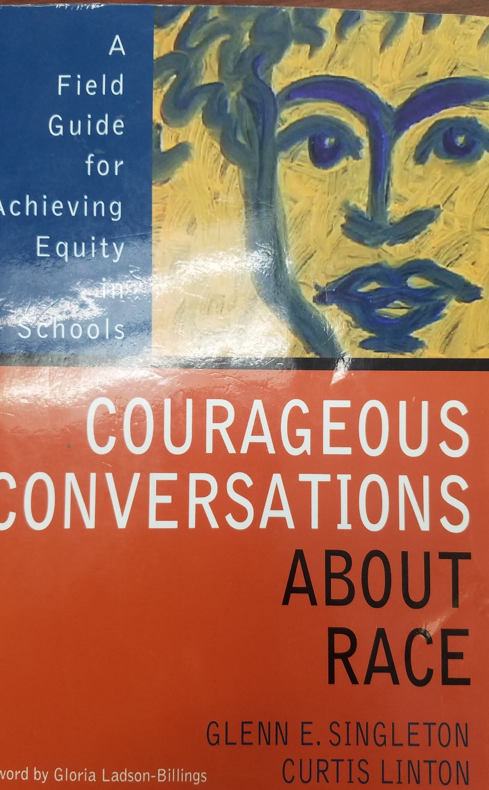 A
Field
Guide
for
Achieving
Equity
in
Schools
COURAGEOUS
CONVERSATIONS
ABOUT
RACE
GLENN E. SINGLETON
CURTIS LINTON
word by Gloria Ladson-Billings